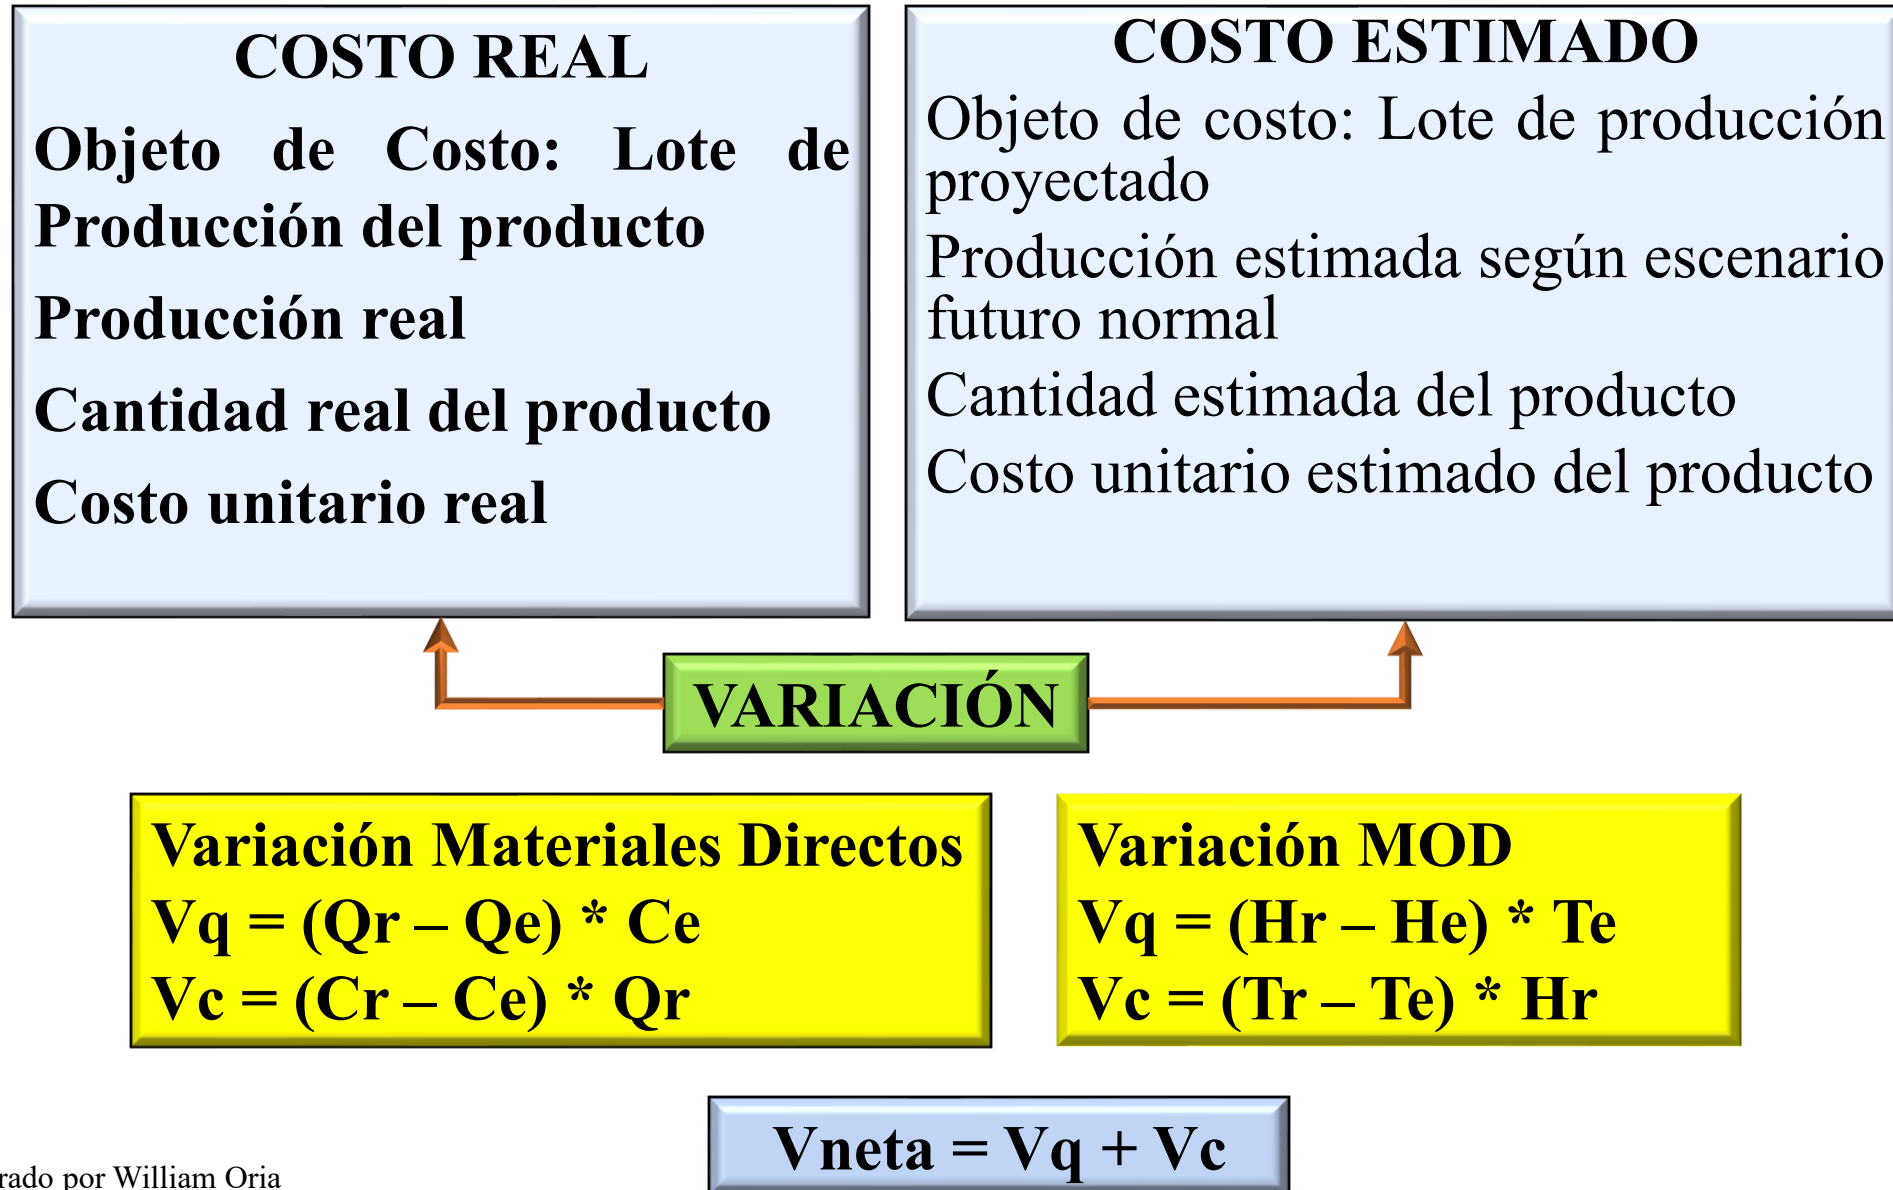 COSTO REAL
Objeto de Costo: Lote de
Producción del producto
Producción real
Cantidad real del producto
Costo unitario real
COSTO ESTIMADO
Objeto de costo: Lote de producción
proyectado
Producción estimada según escenario
futuro normal
Cantidad estimada del producto
Costo unitario estimado del producto
VARIACIÓN
Variación Materiales Directos
Vq = (Qr – Qe) * Ce
Vc = (Cr – Ce) * Qr
Variación MOD
Vq = (Hr – He) * Te
Vc = (Tr – Te) * Hr
Vneta = Vq + Vc
rado por William Oria